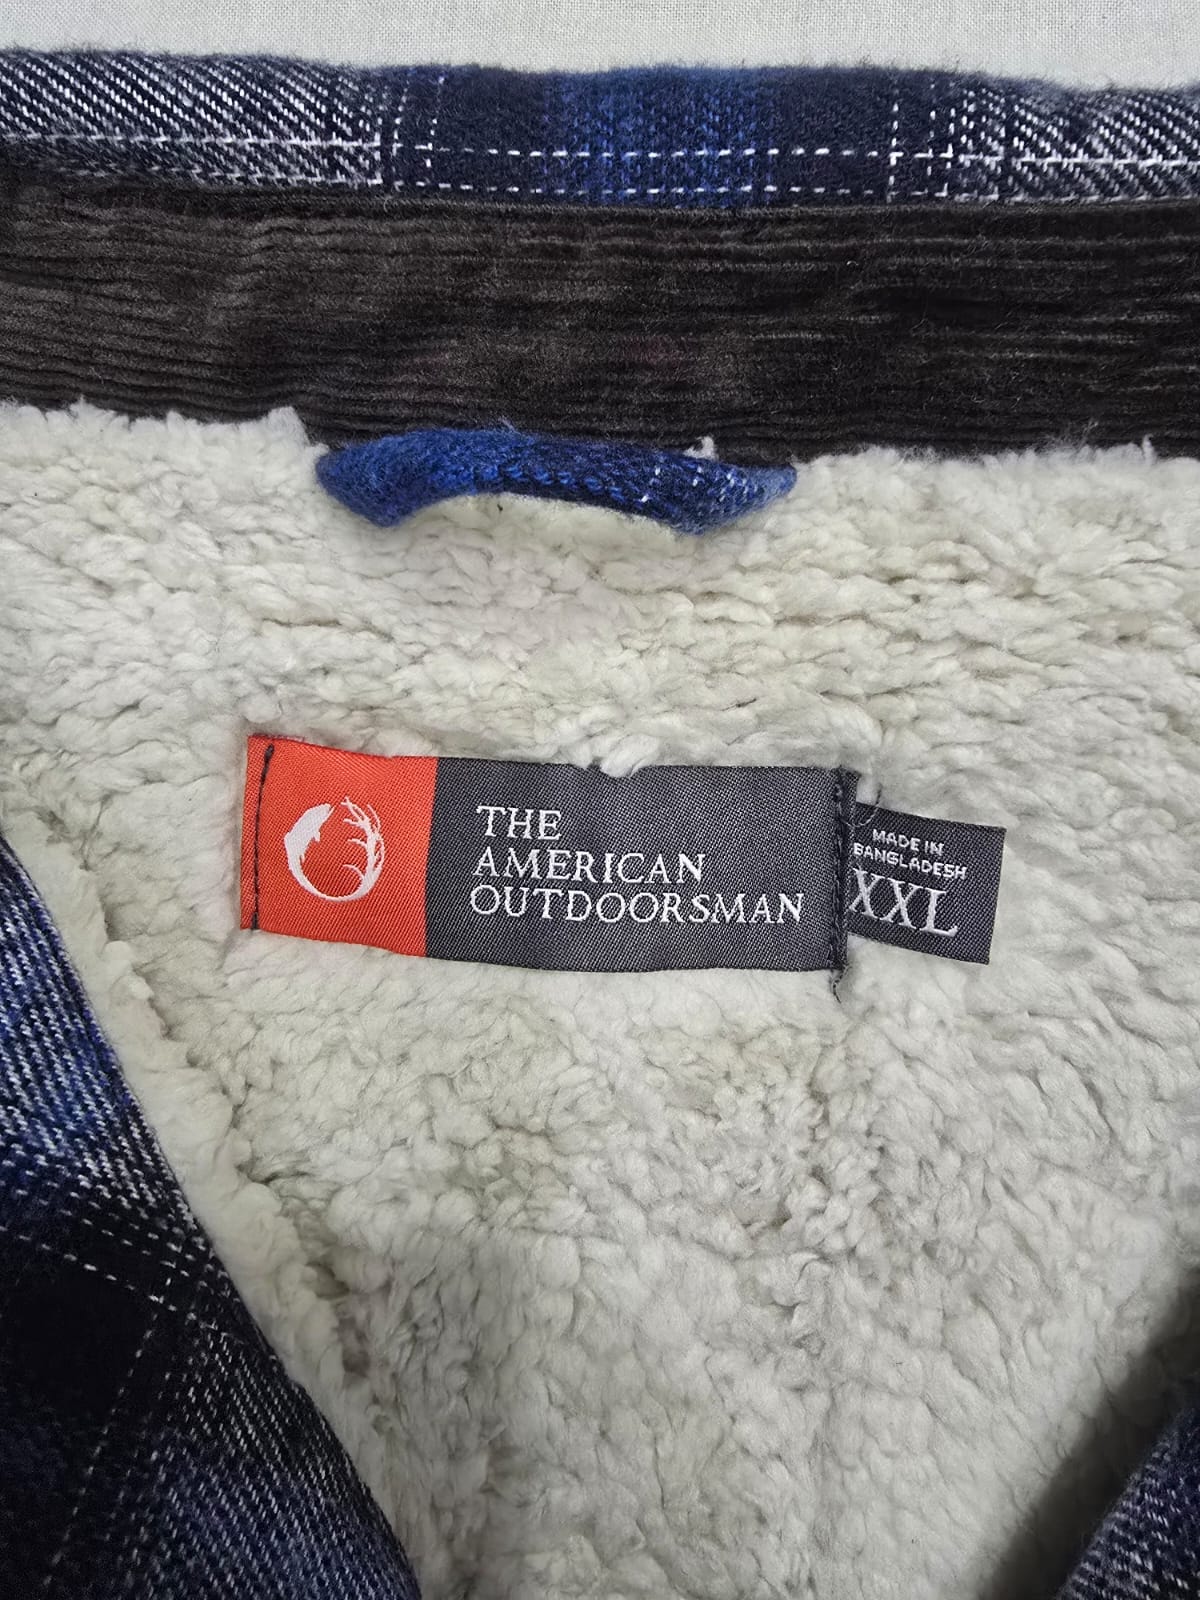 THE
AMERICAN
OUTDOORSMAN
MADE IN
BANGLADESH
XXL